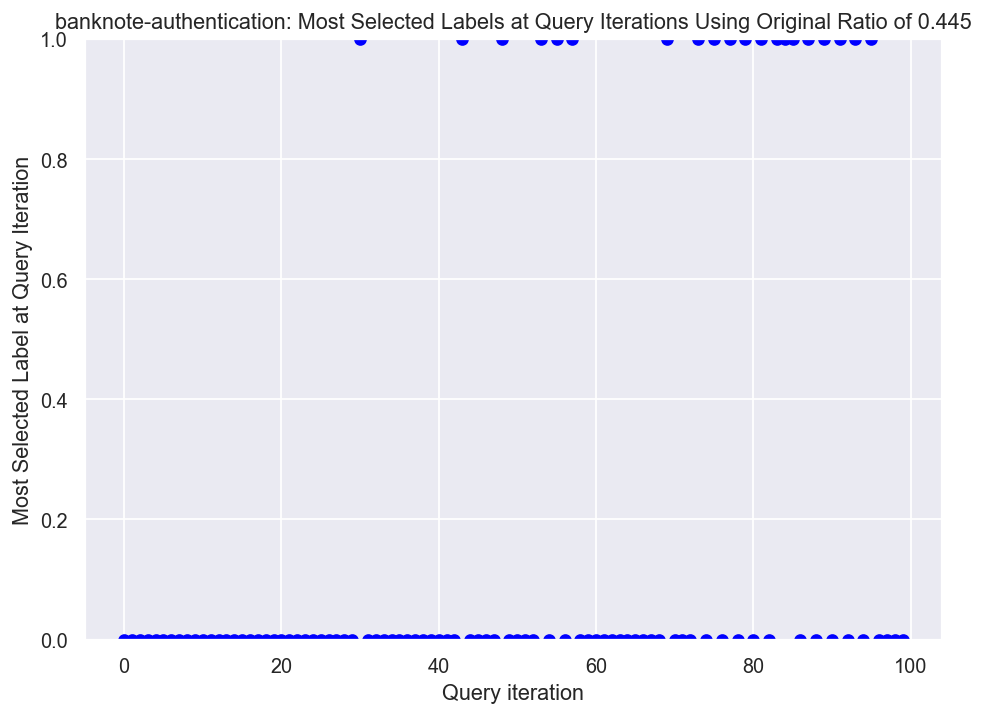 banknote-authentication: Most Selected Labels at Query Iterations Using Original Ratio of 0.445
1.0
0.8
0.6
0.4
0.2
0.0
Most Selected Label at Query Iteration
0 20 40 60 80 100
Query iteration